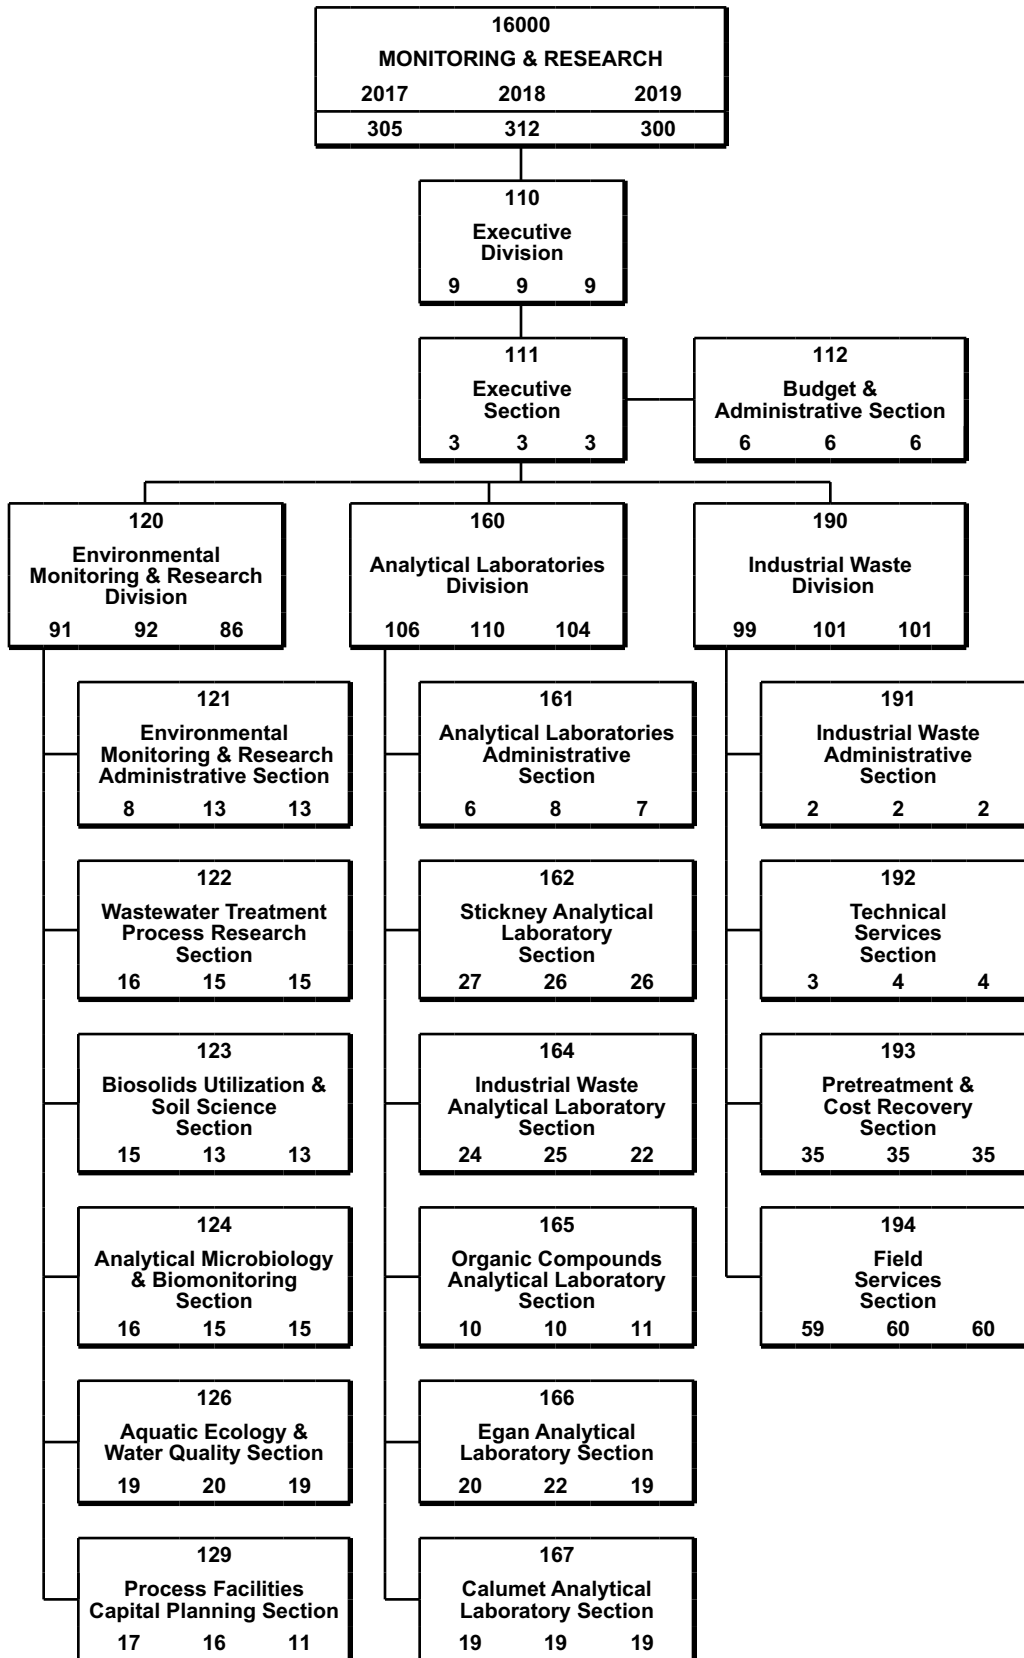 16000
MONITORING & RESEARCH
2017 2018 2019
305 312 300
110
Executive
Division
9 9 9
111
Executive
Section
3 3 3
112
Budget &
Administrative Section
6 6 6
120
Environmental
Monitoring & Research
Division
91 92 86
160
Analytical Laboratories
Division
106 110 104
190
Industrial Waste
Division
99 101 101
121
Environmental
Monitoring & Research
Administrative Section
8 13 13
122
Wastewater Treatment
Process Research
Section
16 15 15
123
Biosolids Utilization &
Soil Science
Section
15 13 13
124
Analytical Microbiology
& Biomonitoring
Section
16 15 15
126
Aquatic Ecology &
Water Quality Section
19 20 19
129
Process Facilities
Capital Planning Section
17 16 11
161
Analytical Laboratories
Administrative
Section
6 8 7
162
Stickney Analytical
Laboratory
Section
27 26 26
164
Industrial Waste
Analytical Laboratory
Section
24 25 22
165
Organic Compounds
Analytical Laboratory
Section
10 10 11
166
Egan Analytical
Laboratory Section
20 22 19
167
Calumet Analytical
Laboratory Section
19 19 19
191
Industrial Waste
Administrative
Section
2 2 2
192
Technical
Services
Section
3 4 4
193
Pretreatment &
Cost Recovery
Section
35 35 35
194
Field
Services
Section
59 60 60